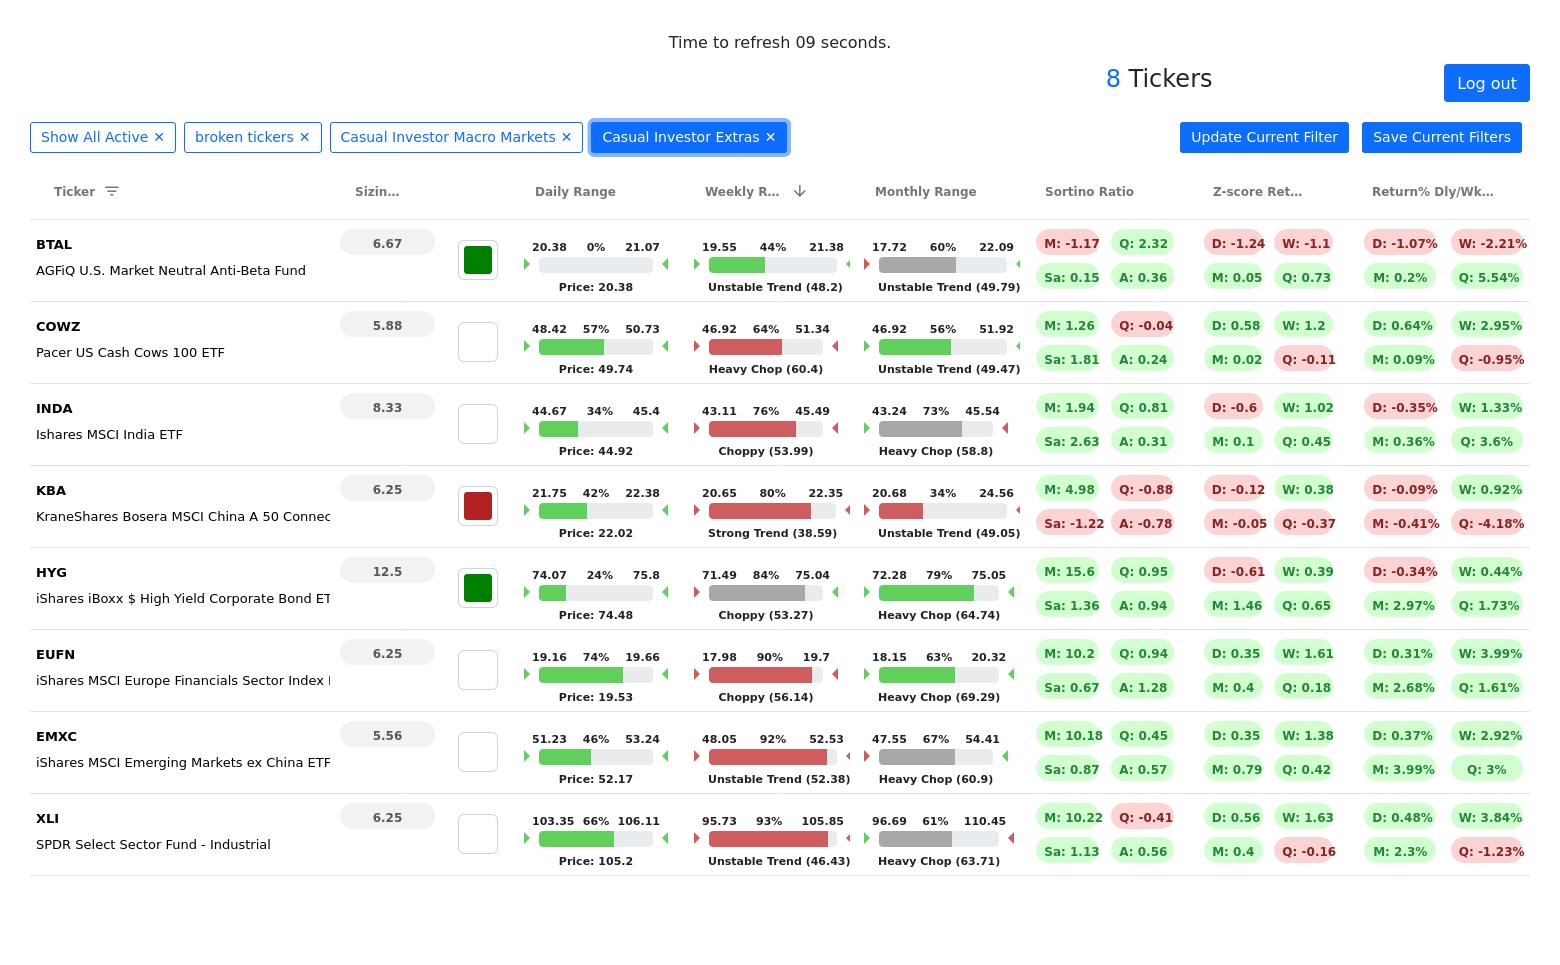 Time to refresh 09 seconds.
8 Tickers
Log out
Show All Active ✕ broken tickers ✕ Casual Investor Macro Markets ✕ Casual Investor Extras ✕ Update Current Filter Save Current Filters
Ticker Sizin… Daily Range Weekly R… Monthly Range Sortino Ratio Z-score Ret… Return% Dly/Wk…
BTAL 6.67 20.38 0% 21.07 19.55 44% 21.38 17.72 60% 22.09 M: -1.17 Q: 2.32 D: -1.24 W: -1.1 D: -1.07% W: -2.21%
AGFiQ U.S. Market Neutral Anti-Beta Fund Price: 20.38 Unstable Trend (48.2) Unstable Trend (49.79) Sa: 0.15 A: 0.36 M: 0.05 Q: 0.73 M: 0.2% Q: 5.54%
COWZ 5.88 48.42 57% 50.73 46.92 64% 51.34 46.92 56% 51.92 M: 1.26 Q: -0.04 D: 0.58 W: 1.2 D: 0.64% W: 2.95%
Pacer US Cash Cows 100 ETF Price: 49.74 Heavy Chop (60.4) Unstable Trend (49.47) Sa: 1.81 A: 0.24 M: 0.02 Q: -0.11 M: 0.09% Q: -0.95%
INDA 8.33 44.67 34% 45.4 43.11 76% 45.49 43.24 73% 45.54 M: 1.94 Q: 0.81 D: -0.6 W: 1.02 D: -0.35% W: 1.33%
Ishares MSCI India ETF Price: 44.92 Choppy (53.99) Heavy Chop (58.8) Sa: 2.63 A: 0.31 M: 0.1 Q: 0.45 M: 0.36% Q: 3.6%
KBA 6.25 21.75 42% 22.38 20.65 80% 22.35 20.68 34% 24.56 M: 4.98 Q: -0.88 D: -0.12 W: 0.38 D: -0.09% W: 0.92%
KraneShares Bosera MSCI China A 50 Connec Price: 22.02 Strong Trend (38.59) Unstable Trend (49.05) Sa: -1.22 A: -0.78 M: -0.05 Q: -0.37 M: -0.41% Q: -4.18%
HYG 12.5 74.07 24% 75.8 71.49 84% 75.04 72.28 79% 75.05 M: 15.6 Q: 0.95 D: -0.61 W: 0.39 D: -0.34% W: 0.44%
iShares iBoxx $ High Yield Corporate Bond ET Price: 74.48 Choppy (53.27) Heavy Chop (64.74) Sa: 1.36 A: 0.94 M: 1.46 Q: 0.65 M: 2.97% Q: 1.73%
EUFN 6.25 19.16 74% 19.66 17.98 90% 19.7 18.15 63% 20.32 M: 10.2 Q: 0.94 D: 0.35 W: 1.61 D: 0.31% W: 3.99%
iShares MSCI Europe Financials Sector Index Price: 19.53 Choppy (56.14) Heavy Chop (69.29) Sa: 0.67 A: 1.28 M: 0.4 Q: 0.18 M: 2.68% Q: 1.61%
EMXC 5.56 51.23 46% 53.24 48.05 92% 52.53 47.55 67% 54.41 M: 10.18 Q: 0.45 D: 0.35 W: 1.38 D: 0.37% W: 2.92%
iShares MSCI Emerging Markets ex China ETF Price: 52.17 Unstable Trend (52.38) Heavy Chop (60.9) Sa: 0.87 A: 0.57 M: 0.79 Q: 0.42 M: 3.99% Q: 3%
XLI 6.25 103.35 66% 106.11 95.73 93% 105.85 96.69 61% 110.45 M: 10.22 Q: -0.41 D: 0.56 W: 1.63 D: 0.48% W: 3.84%
SPDR Select Sector Fund - Industrial Price: 105.2 Unstable Trend (46.43) Heavy Chop (63.71) Sa: 1.13 A: 0.56 M: 0.4 Q: -0.16 M: 2.3% Q: -1.23%